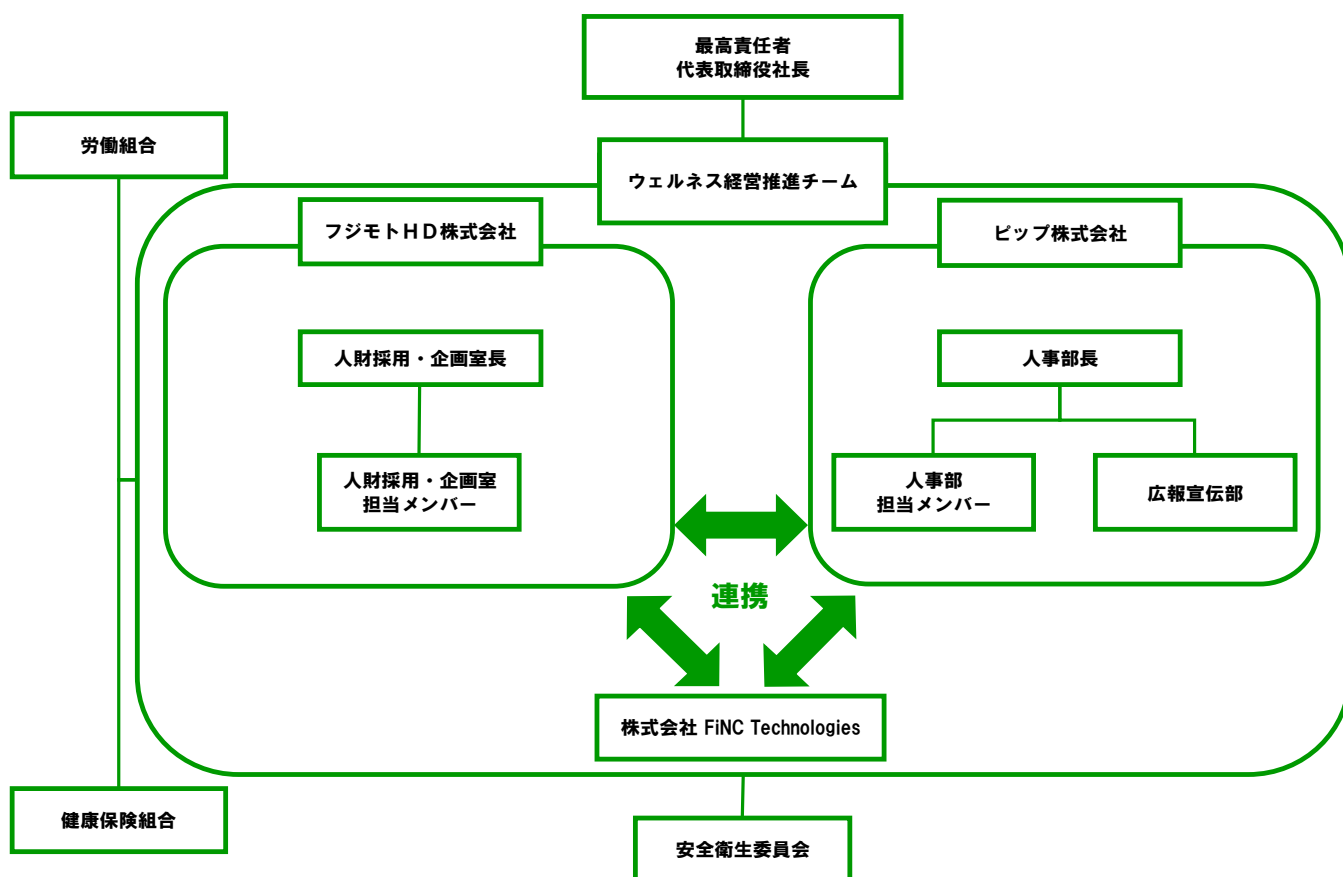 最高責任者
代表取締役社長
労働組合
ウェルネス経営推進チーム
フジモトHD株式会社
ピップ株式会社
人財採用・企画室長
人事部長
人財採用・企画室
担当メンバー
人事部
担当メンバー
広報宣伝部
連携
株式会社 FiNC Technologies
健康保険組合
安全衛生委員会